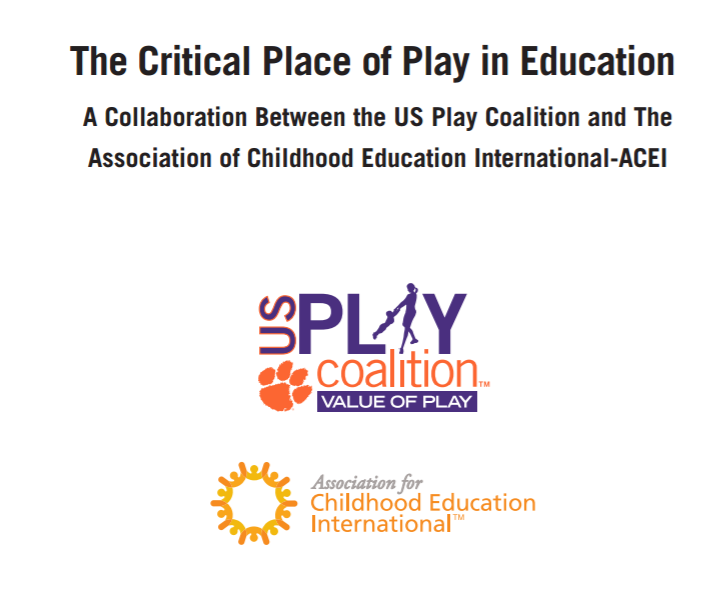 The Critical Place of Play in Education
A Collaboration Between the US Play Coalition and The
Association of Childhood Education International-ACEI
US PLAY
coalition™
VALUE OF PLAY
Association for
Childhood Education
International™